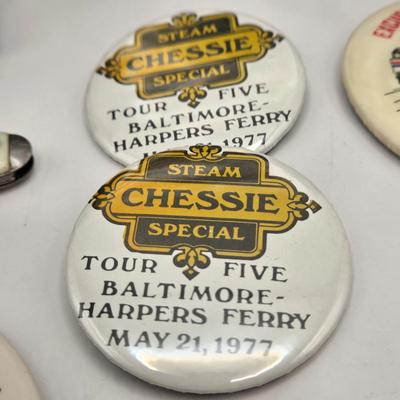 STEAM
CHESSIE
SPECIAL
TOUR FIVE
BALTIMORE-
HARPERS FERRY
1977
STEAM
CHESSIE
SPECIAL
TOUR FIVE
BALTIMORE-
HARPERS FERRY
MAY 21, 1977